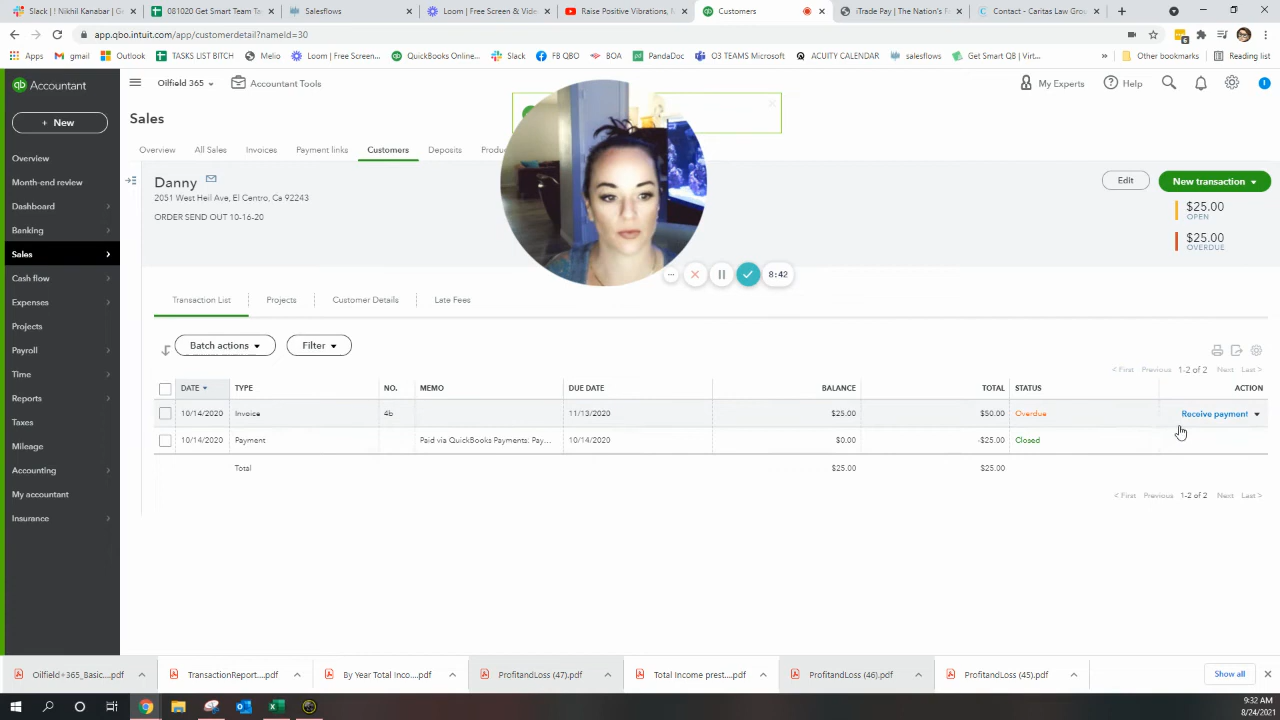 Slack | ! Nikhil Kanabar | G
081020 Get Smart Team Tas
Salesflows
Loom | Free Screen & Vide
Raise Positive Vibrations,
Customers
iTrade Pay | The Nation's F
Contact - Caritas Law Grou
app.qbo.intuit.com/app/customerdetail?nameId=30
Apps
gmail
Outlook
TASKS LIST BITCH
Melio
Loom | Free Screen...
QuickBooks Online...
Slack
FB QBO
BOA
PandaDoc
O3 TEAMS Microsoft
ACUITY CALENDAR
salesflows
Get Smart QB | Virt...
Other bookmarks
Reading list
qb Accountant
Oilfield 365
Accountant Tools
My Experts
Help
+ New
Sales
Overview
All Sales
Invoices
Payment links
Customers
Deposits
Produ
Overview
Month-end review
Dashboard
Banking
Sales
Cash flow
Expenses
Projects
Payroll
Time
Reports
Taxes
Mileage
Accounting
My accountant
Insurance
Danny
2051 West Heil Ave, El Centro, Ca 92243
ORDER SEND OUT 10-16-20
Edit
New transaction
$25.00
OPEN
$25.00
OVERDUE
8:42
Transaction List
Projects
Customer Details
Late Fees
Batch actions
Filter
< First Previous 1-2 of 2 Next Last >
DATE TYPE NO. MEMO DUE DATE BALANCE TOTAL STATUS ACTION
10/14/2020 Invoice 4b 11/13/2020 $25.00 $50.00 Overdue Receive payment
10/14/2020 Payment Paid via QuickBooks Payments: Pay... 10/14/2020 $0.00 -$25.00 Closed
Total $25.00 $25.00
< First Previous 1-2 of 2 Next Last >
Oilfield+365_Basic....pdf
TransactionReport....pdf
By Year Total Inco....pdf
ProfitandLoss (47).pdf
Total Income prest....pdf
ProfitandLoss (46).pdf
ProfitandLoss (45).pdf
Show all
9:32 AM
8/24/2021